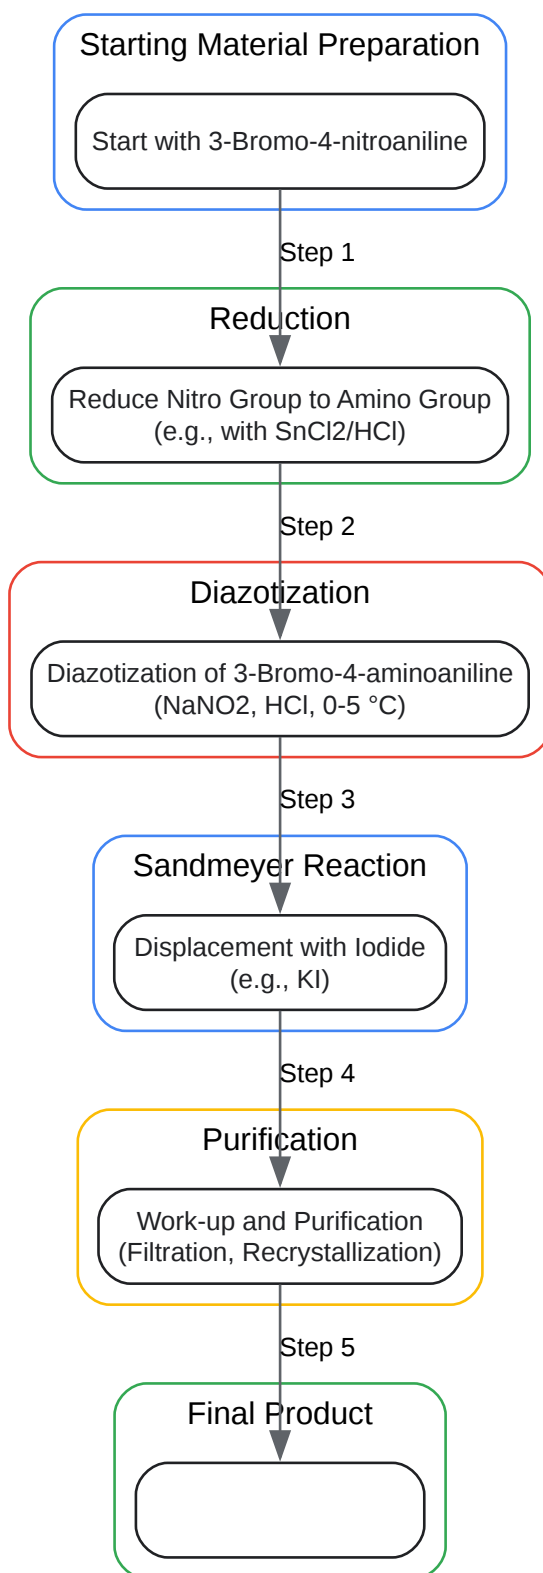 Starting Material Preparation
Start with 3-Bromo-4-nitroaniline
Step 1
Reduction
Reduce Nitro Group to Amino Group
(e.g., with SnCl2/HCl)
Step 2
Diazotization
Diazotization of 3-Bromo-4-aminoaniline
(NaNO2, HCl, 0-5 °C)
Step 3
Sandmeyer Reaction
Displacement with Iodide
(e.g., KI)
Step 4
Purification
Work-up and Purification
(Filtration, Recrystallization)
Step 5
Final Product